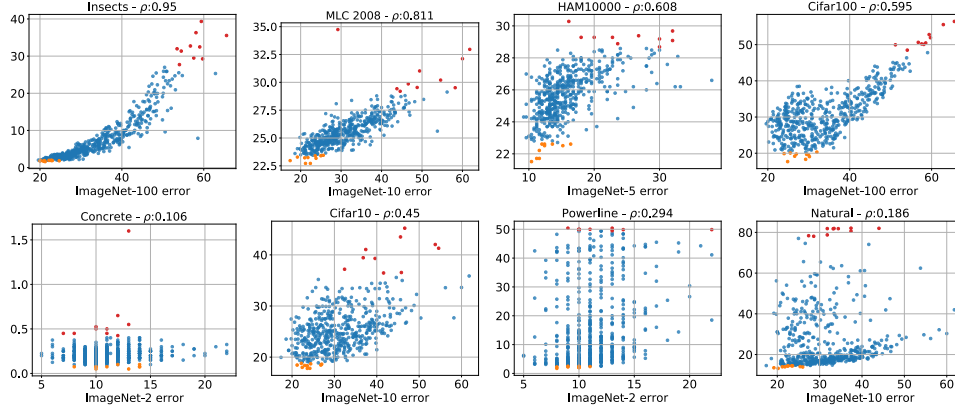 Insects - ρ:0.95
MLC 2008 - ρ:0.811
HAM10000 - ρ:0.608
Cifar100 - ρ:0.595
40
30
20
10
0
20 30 40 50 60
ImageNet-100 error
35.0
32.5
30.0
27.5
25.0
22.5
20 30 40 50 60
ImageNet-10 error
30
28
26
24
22
10 20 30
ImageNet-5 error
50
40
30
20
20 30 40 50 60
ImageNet-100 error
Concrete - ρ:0.106
Cifar10 - ρ:0.45
Powerline - ρ:0.294
Natural - ρ:0.186
1.5
1.0
0.5
0.0
5 10 15 20
ImageNet-2 error
40
30
20
20 30 40 50 60
ImageNet-10 error
50
40
30
20
10
0
5 10 15 20
ImageNet-2 error
80
60
40
20
20 30 40 50 60
ImageNet-10 error